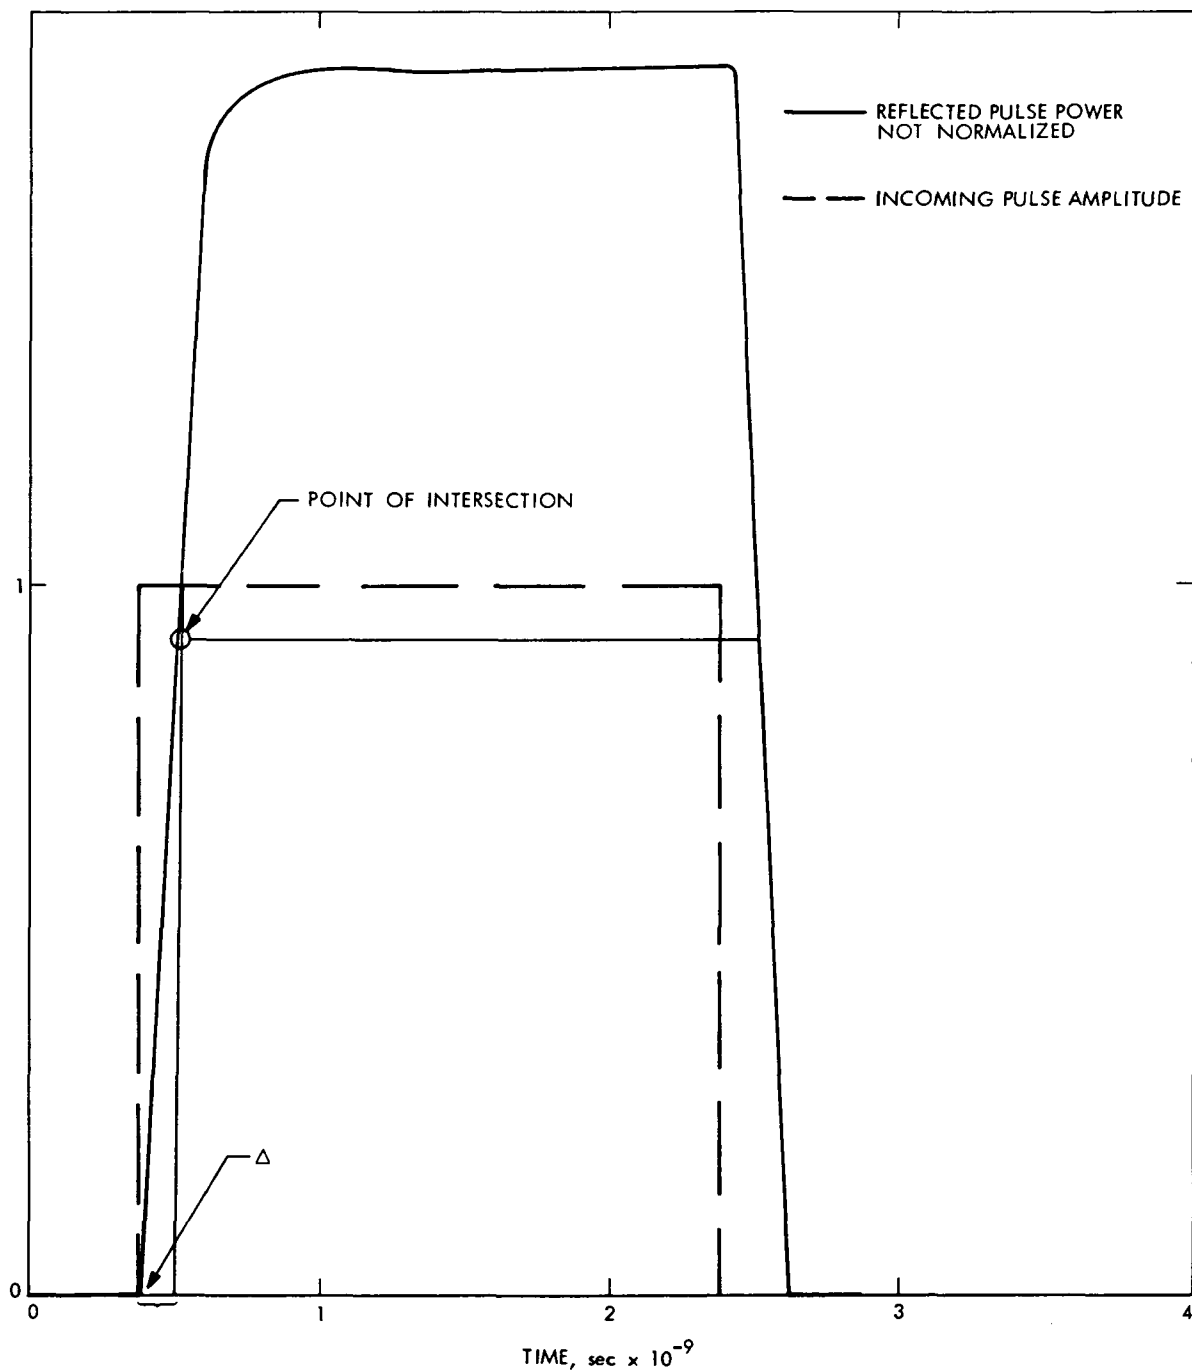 REFLECTED PULSE POWER
NOT NORMALIZED
INCOMING PULSE AMPLITUDE
POINT OF INTERSECTION
1
Δ
0
0 1 2 3 4
TIME, sec x 10⁻⁹